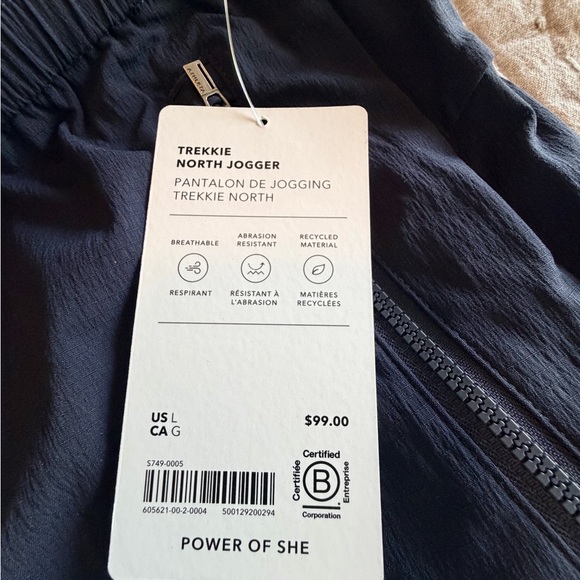 ATHLETA
TREKKIE
NORTH JOGGER
PANTALON DE JOGGING
TREKKIE NORTH
BREATHABLE
RESPIRANT
ABRASION
RESISTANT
RÉSISTANT À
L'ABRASION
RECYCLED
MATERIAL
MATIÈRES
RECYCLÉES
US L
CA G
$99.00
S749-0005
605621-00-2-0004 500129200294
Certified
Certifiée
B
Entreprise
Corporation
POWER OF SHE